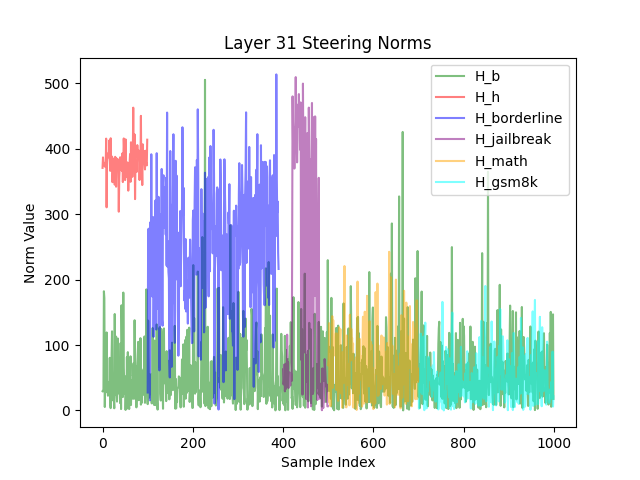 Layer 31 Steering Norms
Norm Value
500
400
300
200
100
0
H_b
H_h
H_borderline
H_jailbreak
H_math
H_gsm8k
0
200
400
600
800
1000
Sample Index